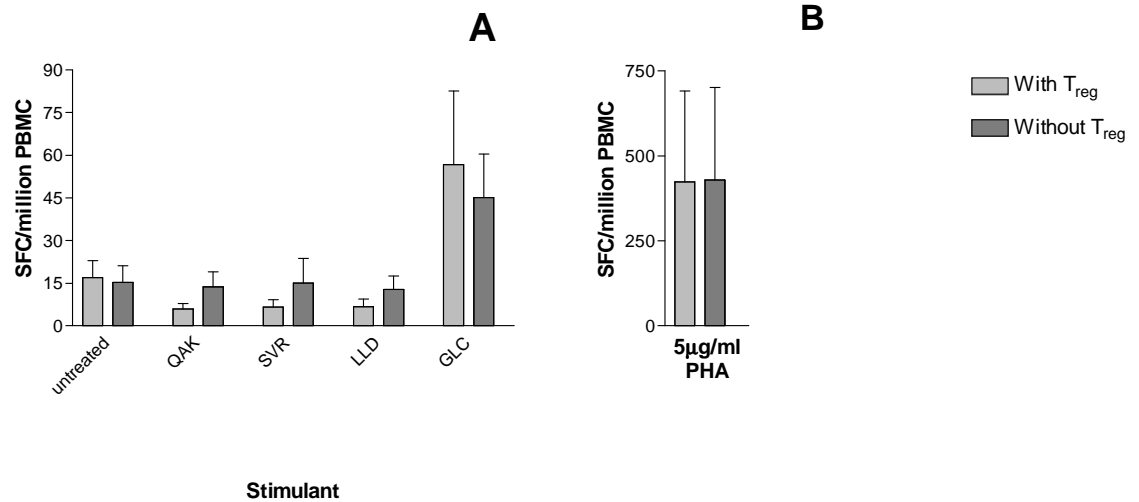 A
SFC/million PBMC
90
75
60
45
30
15
0
untreated
QAK
SVR
LLD
GLC
Stimulant
B
SFC/million PBMC
750
500
250
0
5µg/ml
PHA
With Treg
Without Treg